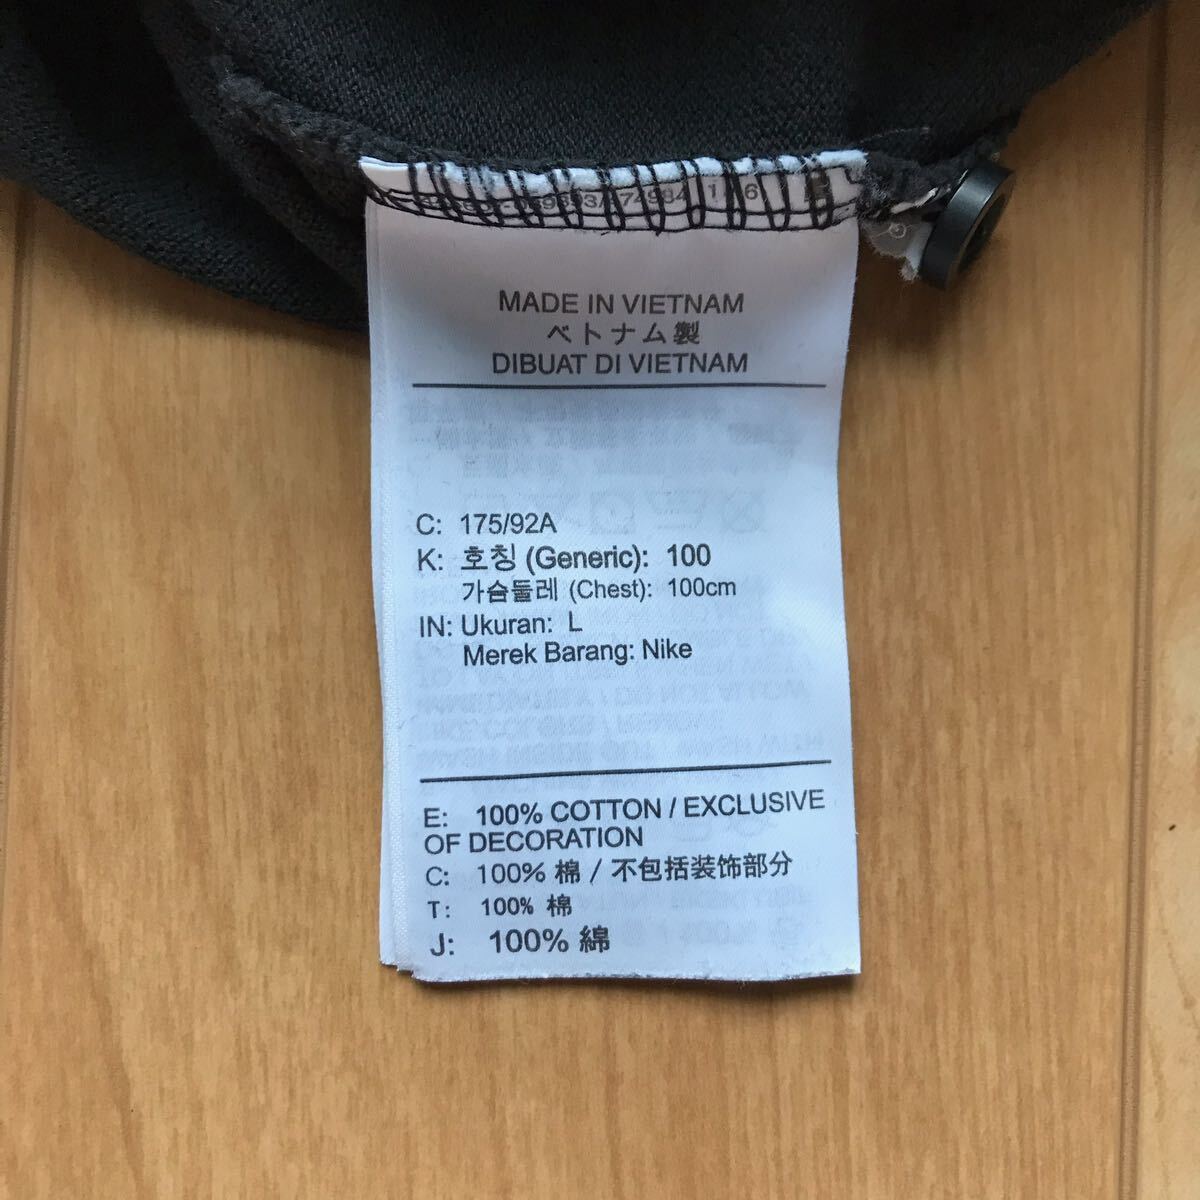 MADE IN VIETNAM
ベトナム製
DIBUAT DI VIETNAM
C: 175/92A
K: 호칭 (Generic): 100
가슴둘레 (Chest): 100cm
IN: Ukuran: L
Merek Barang: Nike
E: 100% COTTON / EXCLUSIVE
OF DECORATION
C: 100% 棉 / 不包括装饰部分
T: 100% 棉
J: 100% 綿